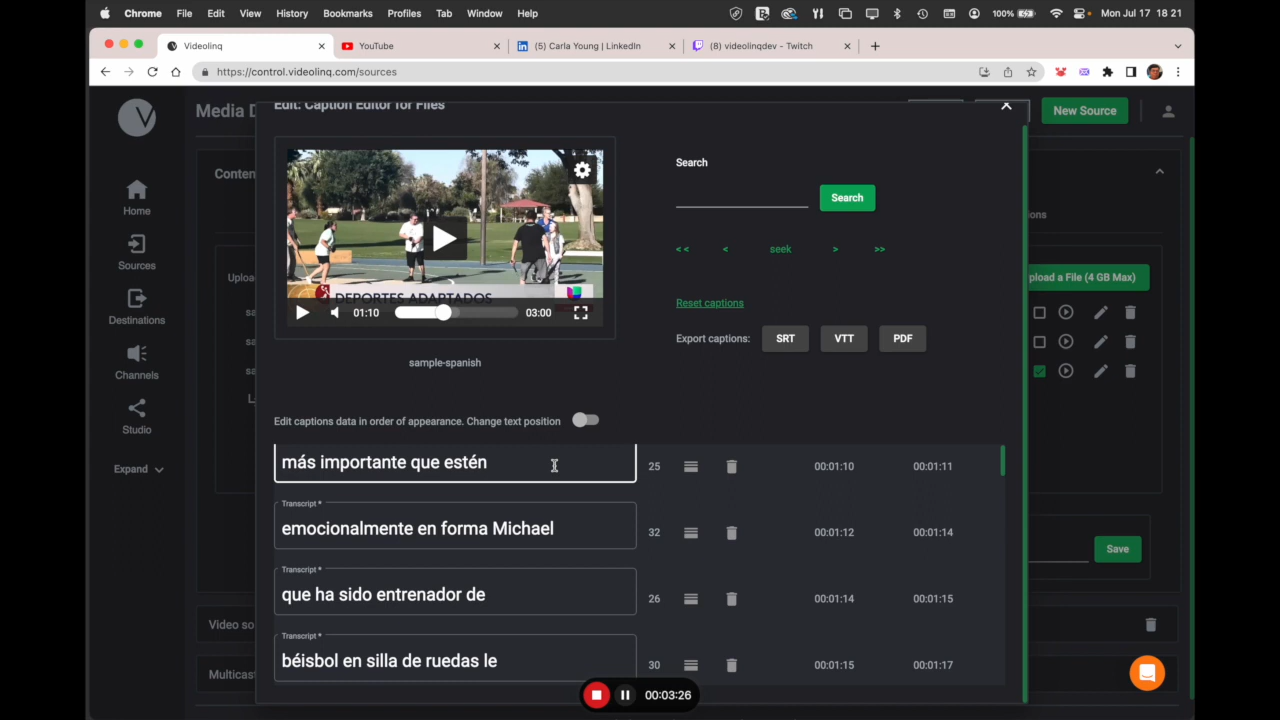 Chrome File Edit View History Bookmarks Profiles Tab Window Help 100% Mon Jul 17 18 21
Videolinq YouTube (5) Carla Young | LinkedIn (8) videolinqdev - Twitch
https://control.videolinq.com/sources
Edit: Caption Editor for Files
Media D
New Source
Home
Sources
Destinations
Channels
Studio
Expand
Conten
ons
Uploa
pload a File (4 GB Max)
sa
sa
sa
L
Save
Video so
Multicas
DEPORTES ADAPTADOS
01:10 03:00
sample-spanish
Search
Search
<< < seek > >>
Reset captions
Export captions: SRT VTT PDF
Edit captions data in order of appearance. Change text position
más importante que estén 25 00:01:10 00:01:11
Transcript *
emocionalmente en forma Michael 32 00:01:12 00:01:14
Transcript *
que ha sido entrenador de 26 00:01:14 00:01:15
Transcript *
béisbol en silla de ruedas le 30 00:01:15 00:01:17
00:03:26